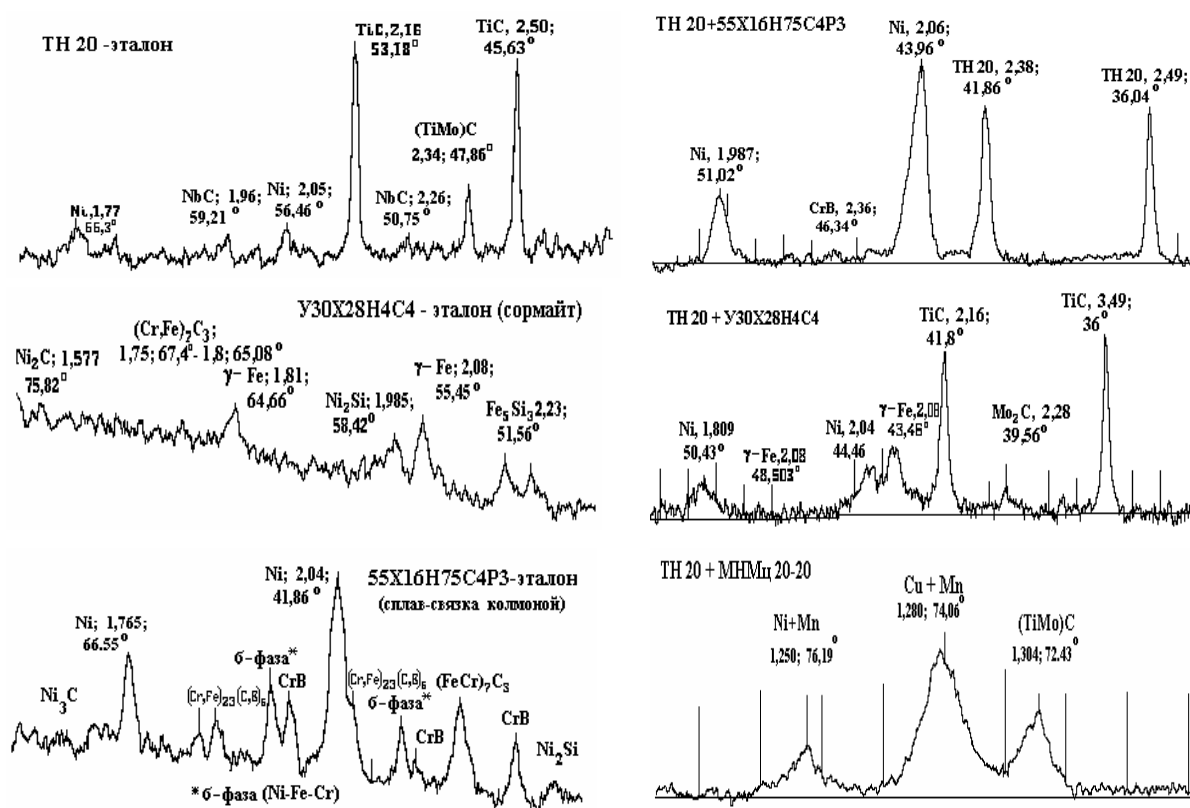 ТН 20 -эталон
TiC, 2,16
53,18°
TiC, 2,50;
45,63°
(TiMo)C
2,34; 47,86°
NbC; 1,96;
59,21°
Ni; 2,05;
56,46°
NbC; 2,26;
50,75°
Ni, 1,77
66,3°
ТН 20+55Х16Н75С4Р3
Ni, 2,06;
43,96°
ТН 20, 2,38;
41,86°
ТН 20, 2,49;
36,04°
Ni, 1,987;
51,02°
CrB, 2,36;
46,34°
У30Х28Н4С4 - эталон (сормайт)
(Cr,Fe)₇C₃;
1,75; 67,4° - 1,8; 65,08°
Ni₂C; 1,577
75,82°
γ– Fe; 1,81;
64,66°
Ni₂Si; 1,985,
58,42°
γ– Fe; 2,08;
55,45°
Fe₅Si₃2,23;
51,56°
ТН 20 + У30Х28Н4С4
TiC, 2,16;
41,8°
TiC, 3,49;
36°
Ni, 1,809
50,43°
γ–Fe,2,08
48,503°
Ni, 2,04
44,46
γ–Fe,2,08
43,46°
Mo₂C, 2,28
39,56°
55Х16Н75С4Р3-эталон
(сплав-связка колмоной)
Ni; 2,04;
41,86°
Ni; 1,765;
66.55°
Ni₃C
(Cr,Fe)₂₃(C,B)₆
б–фаза*
CrB
(Cr,Fe)₂₃(C,B)₆
б–фаза*
CrB
(FeCr)₇C₃
CrB
Ni₂Si
*б–фаза (Ni-Fe-Cr)
ТН 20 + МНМц 20-20
Ni+Mn
1,250; 76,19°
Cu + Mn
1,280; 74,06°
(TiMo)C
1,304; 72.43°